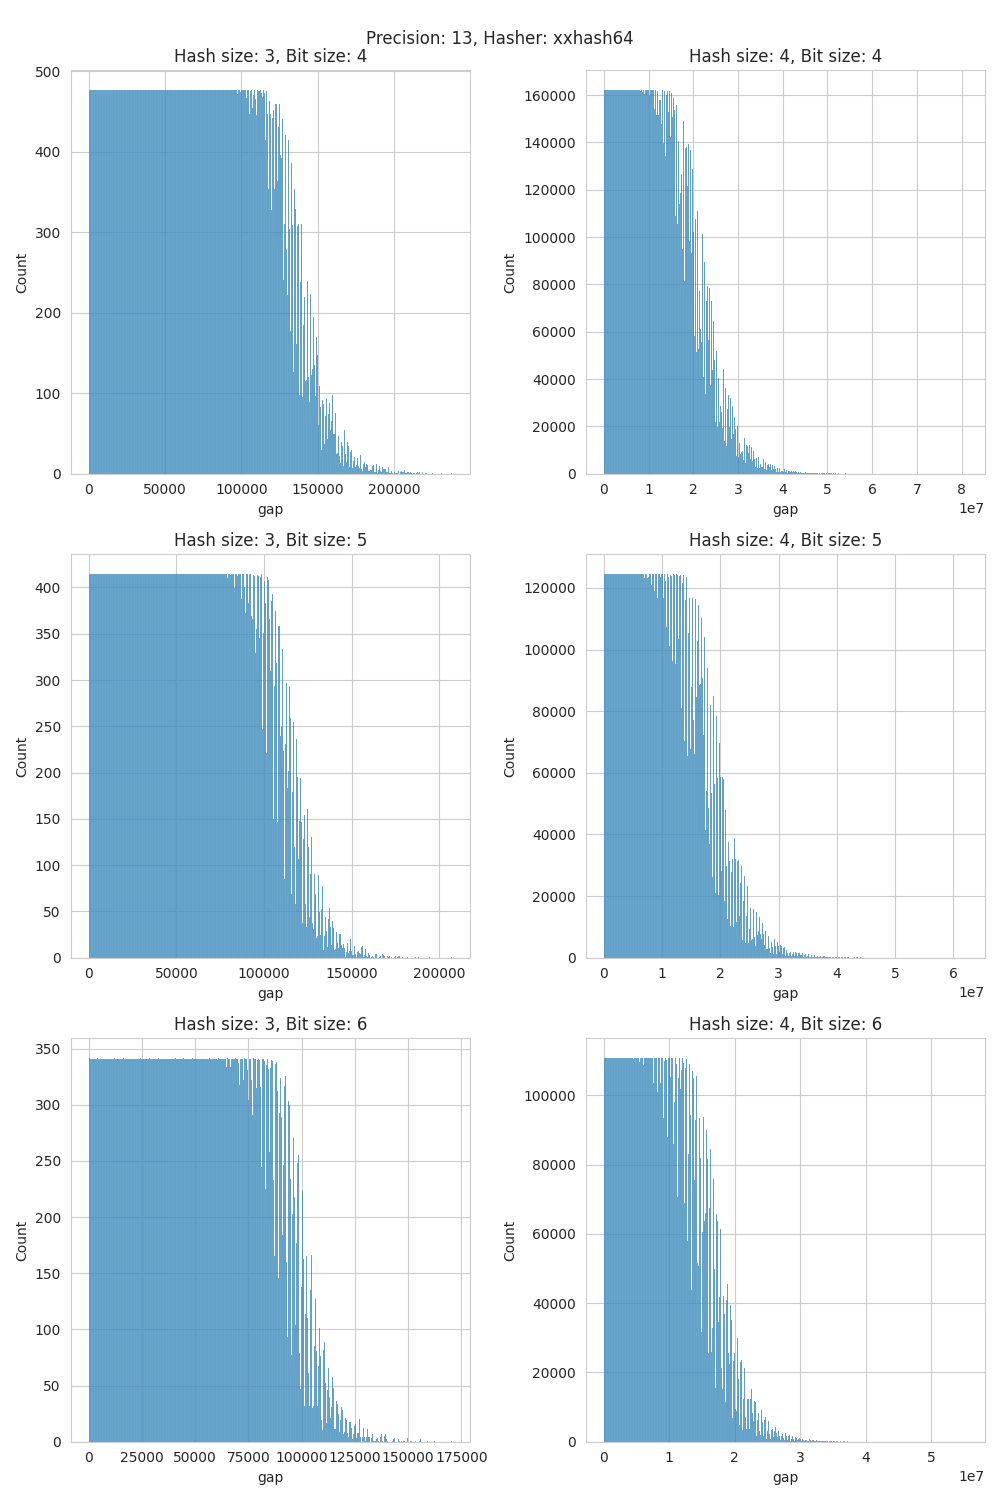 Precision: 13, Hasher: xxhash64
Hash size: 3, Bit size: 4
500
400
300
200
100
0
Count
0 50000 100000 150000 200000
gap
Hash size: 4, Bit size: 4
160000
140000
120000
100000
80000
60000
40000
20000
0
Count
0 1 2 3 4 5 6 7 8
1e7
gap
Hash size: 3, Bit size: 5
400
350
300
250
200
150
100
50
0
Count
0 50000 100000 150000 200000
gap
Hash size: 4, Bit size: 5
120000
100000
80000
60000
40000
20000
0
Count
0 1 2 3 4 5 6
1e7
gap
Hash size: 3, Bit size: 6
350
300
250
200
150
100
50
0
Count
0 25000 50000 75000 100000 125000 150000 175000
gap
Hash size: 4, Bit size: 6
100000
80000
60000
40000
20000
0
Count
0 1 2 3 4 5
1e7
gap